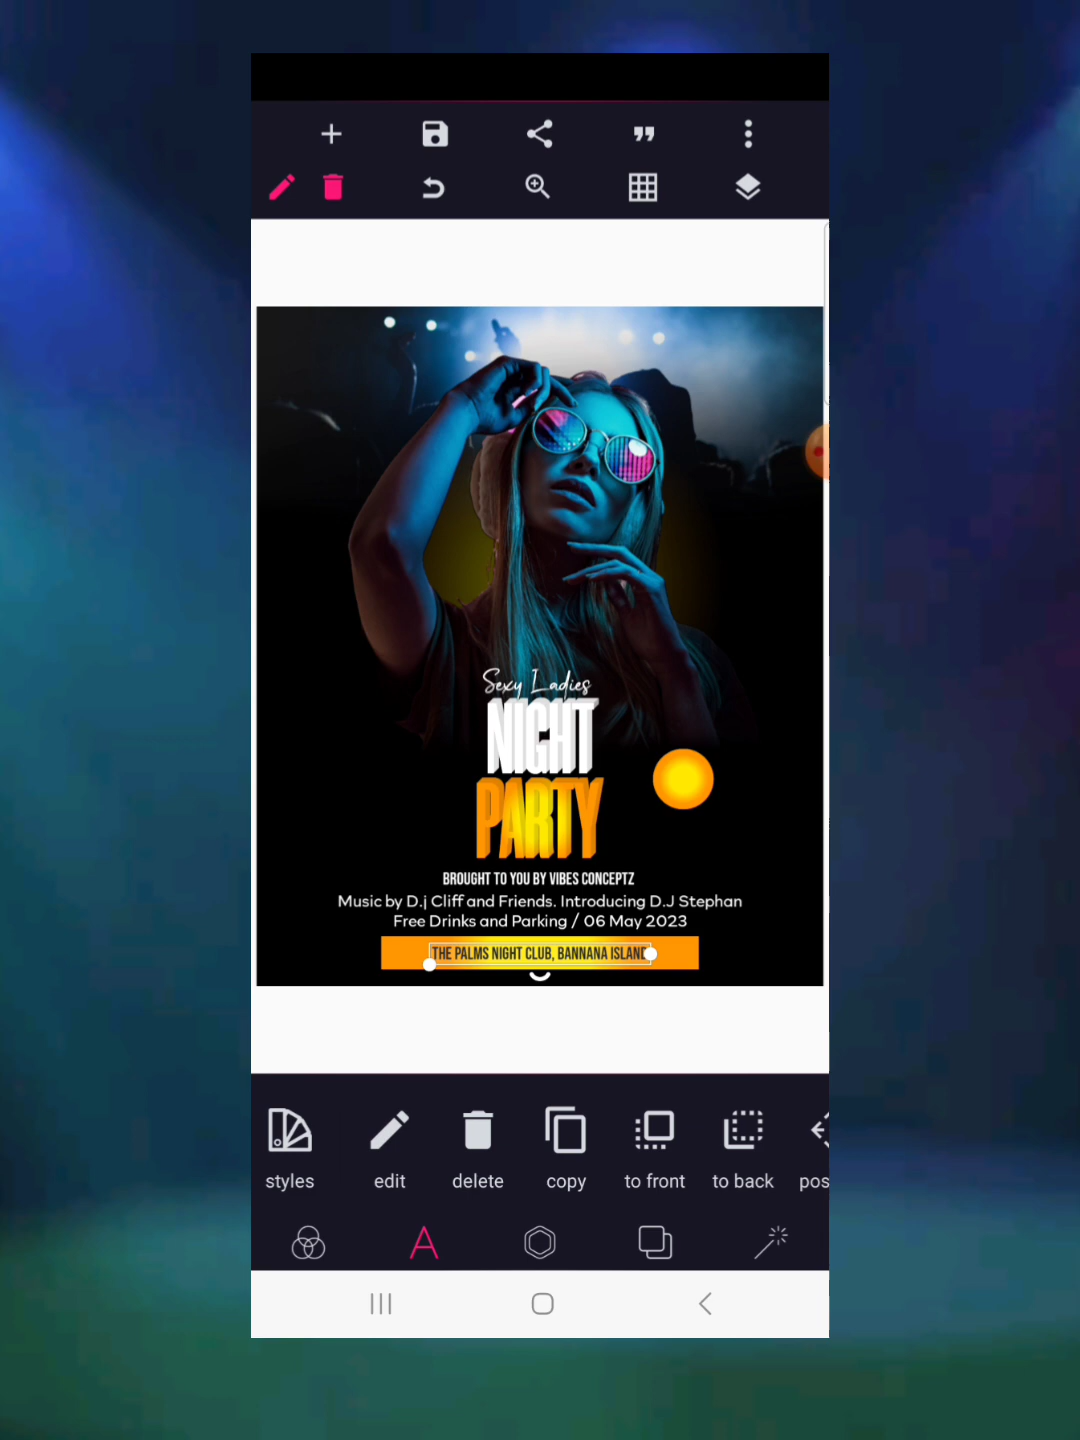 Sexy Ladies
NIGHT
PARTY
BROUGHT TO YOU BY VIBES CONCEPTZ
Music by D.j Cliff and Friends. Introducing D.J Stephan
Free Drinks and Parking / 06 May 2023
THE PALMS NIGHT CLUB, BANNANA ISLAND
styles edit delete copy to front to back pos